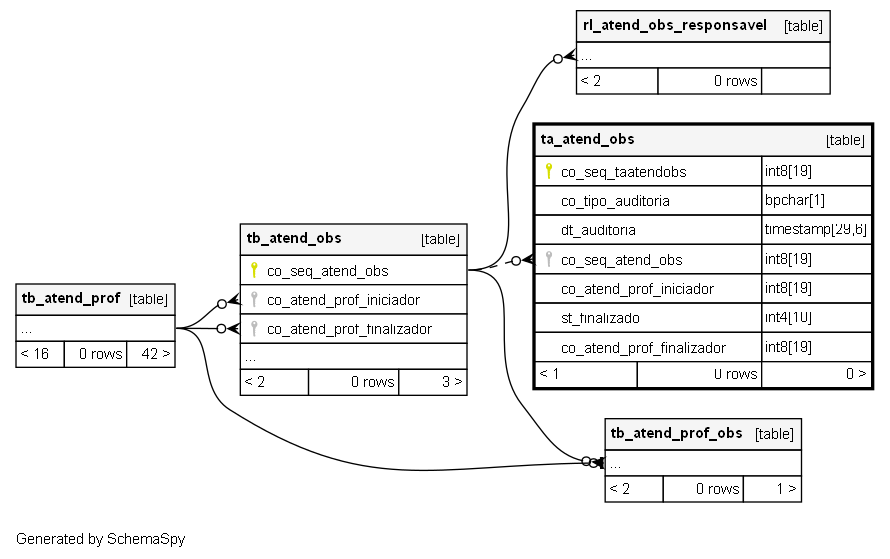 rl_atend_obs_responsavel [table]
...
< 2 0 rows
ta_atend_obs [table]
co_seq_taatendobs int8[19]
co_tipo_auditoria bpchar[1]
dt_auditoria timestamp[29,6]
co_seq_atend_obs int8[19]
co_atend_prof_iniciador int8[19]
st_finalizado int4[10]
co_atend_prof_finalizador int8[19]
< 1 0 rows 0 >
tb_atend_obs [table]
co_seq_atend_obs
co_atend_prof_iniciador
co_atend_prof_finalizador
...
< 2 0 rows 3 >
tb_atend_prof [table]
...
< 16 0 rows 42 >
tb_atend_prof_obs [table]
...
< 2 0 rows 1 >
Generated by SchemaSpy